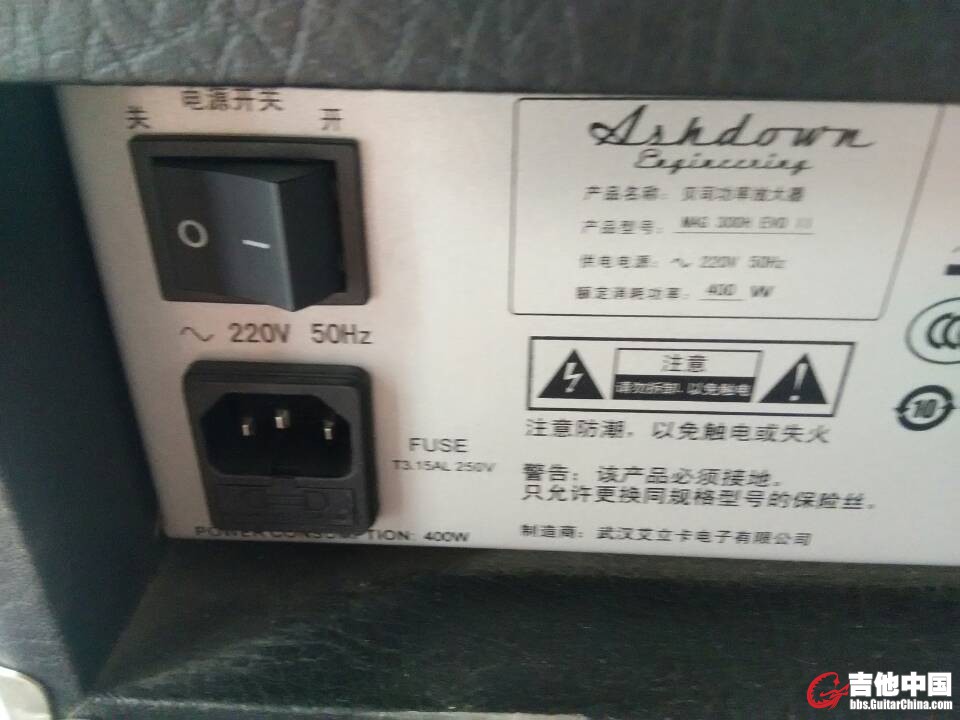 电源开关
关 开
O —
220V 50Hz
FUSE
T3.15AL 250V
POWER CONSUMPTION: 400W
Ashdown
Engineering
产品名称: 贝司功率放大器
产品型号: MAG 300H EVO II
供电电源: ~ 220V 50Hz
额定消耗功率: 400 W
注意
请勿拆卸,以免触电
注意防潮,以免触电或失火
警告: 该产品必须接地,
只允许更换同规格型号的保险丝。
制造商: 武汉艾立卡电子有限公司
10
吉他中国
bbs.GuitarChina.com